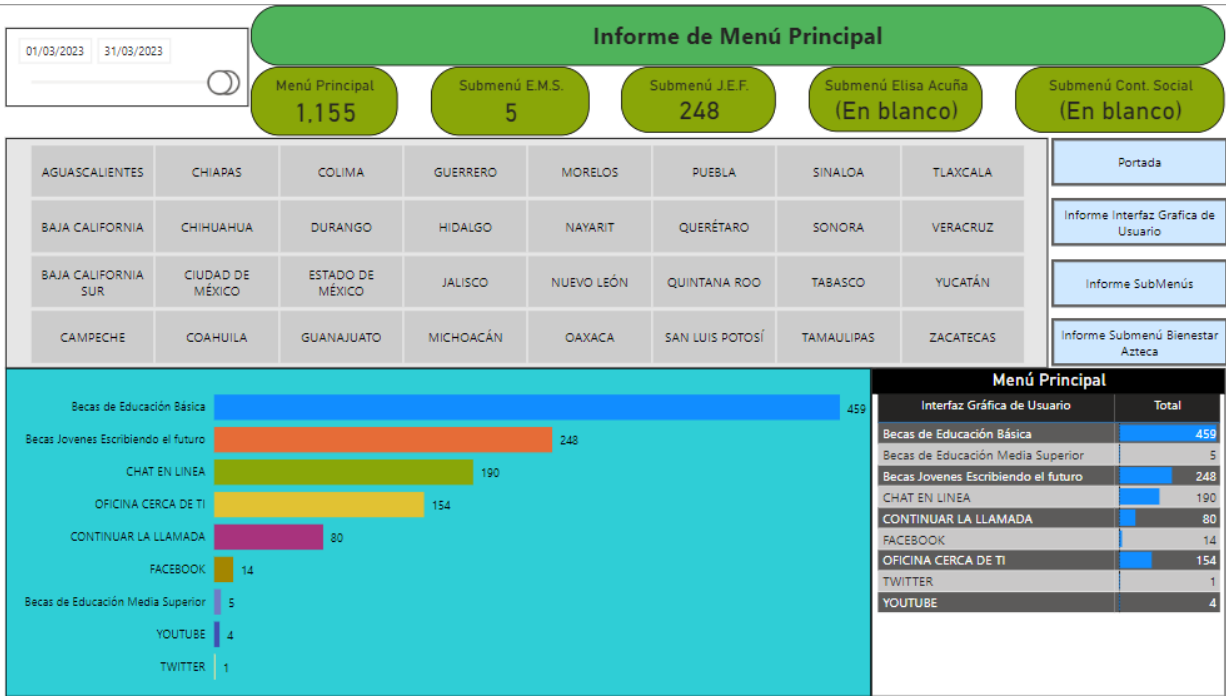 01/03/2023 31/03/2023
Informe de Menú Principal
Menú Principal
1,155
Submenú E.M.S.
5
Submenú J.E.F.
248
Submenú Elisa Acuña
(En blanco)
Submenú Cont. Social
(En blanco)
AGUASCALIENTES CHIAPAS COLIMA GUERRERO MORELOS PUEBLA SINALOA TLAXCALA
BAJA CALIFORNIA CHIHUAHUA DURANGO HIDALGO NAYARIT QUERÉTARO SONORA VERACRUZ
BAJA CALIFORNIA
SUR
CIUDAD DE
MÉXICO
ESTADO DE
MÉXICO
JALISCO NUEVO LEÓN QUINTANA ROO TABASCO YUCATÁN
CAMPECHE COAHUILA GUANAJUATO MICHOACÁN OAXACA SAN LUIS POTOSÍ TAMAULIPAS ZACATECAS
Portada
Informe Interfaz Grafica de
Usuario
Informe SubMenús
Informe Submenú Bienestar
Azteca
Becas de Educación Básica 459
Becas Jovenes Escribiendo el futuro 248
CHAT EN LINEA 190
OFICINA CERCA DE TI 154
CONTINUAR LA LLAMADA 80
FACEBOOK 14
Becas de Educación Media Superior 5
YOUTUBE 4
TWITTER 1
Menú Principal
Interfaz Gráfica de Usuario Total
Becas de Educación Básica 459
Becas de Educación Media Superior 5
Becas Jovenes Escribiendo el futuro 248
CHAT EN LINEA 190
CONTINUAR LA LLAMADA 80
FACEBOOK 14
OFICINA CERCA DE TI 154
TWITTER 1
YOUTUBE 4